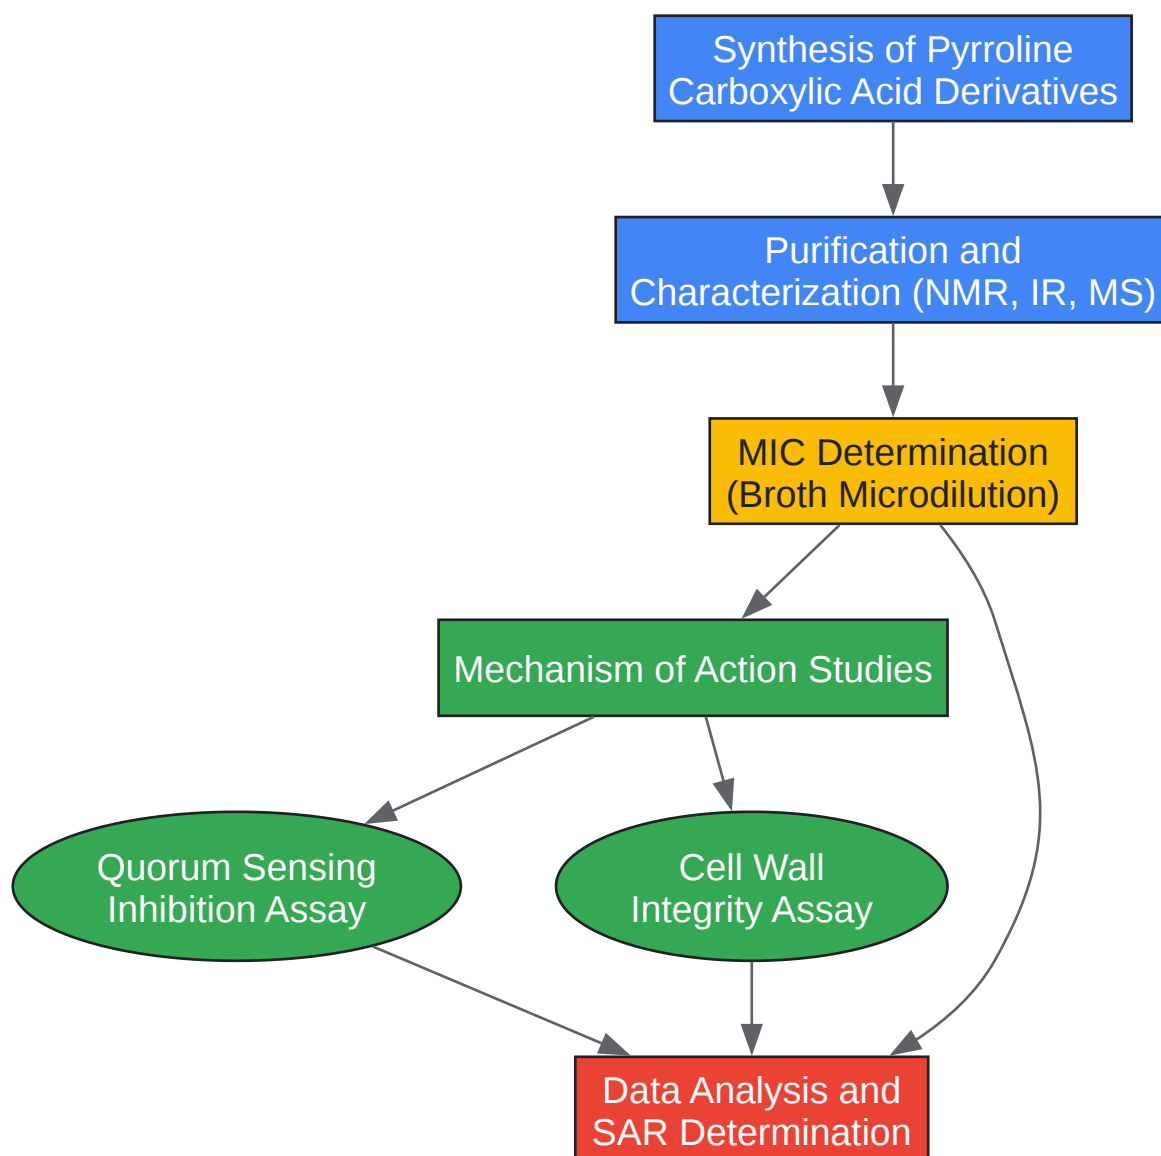 Synthesis of Pyrroline
Carboxylic Acid Derivatives
Purification and
Characterization (NMR, IR, MS)
MIC Determination
(Broth Microdilution)
Mechanism of Action Studies
Quorum Sensing
Inhibition Assay
Cell Wall
Integrity Assay
Data Analysis and
SAR Determination